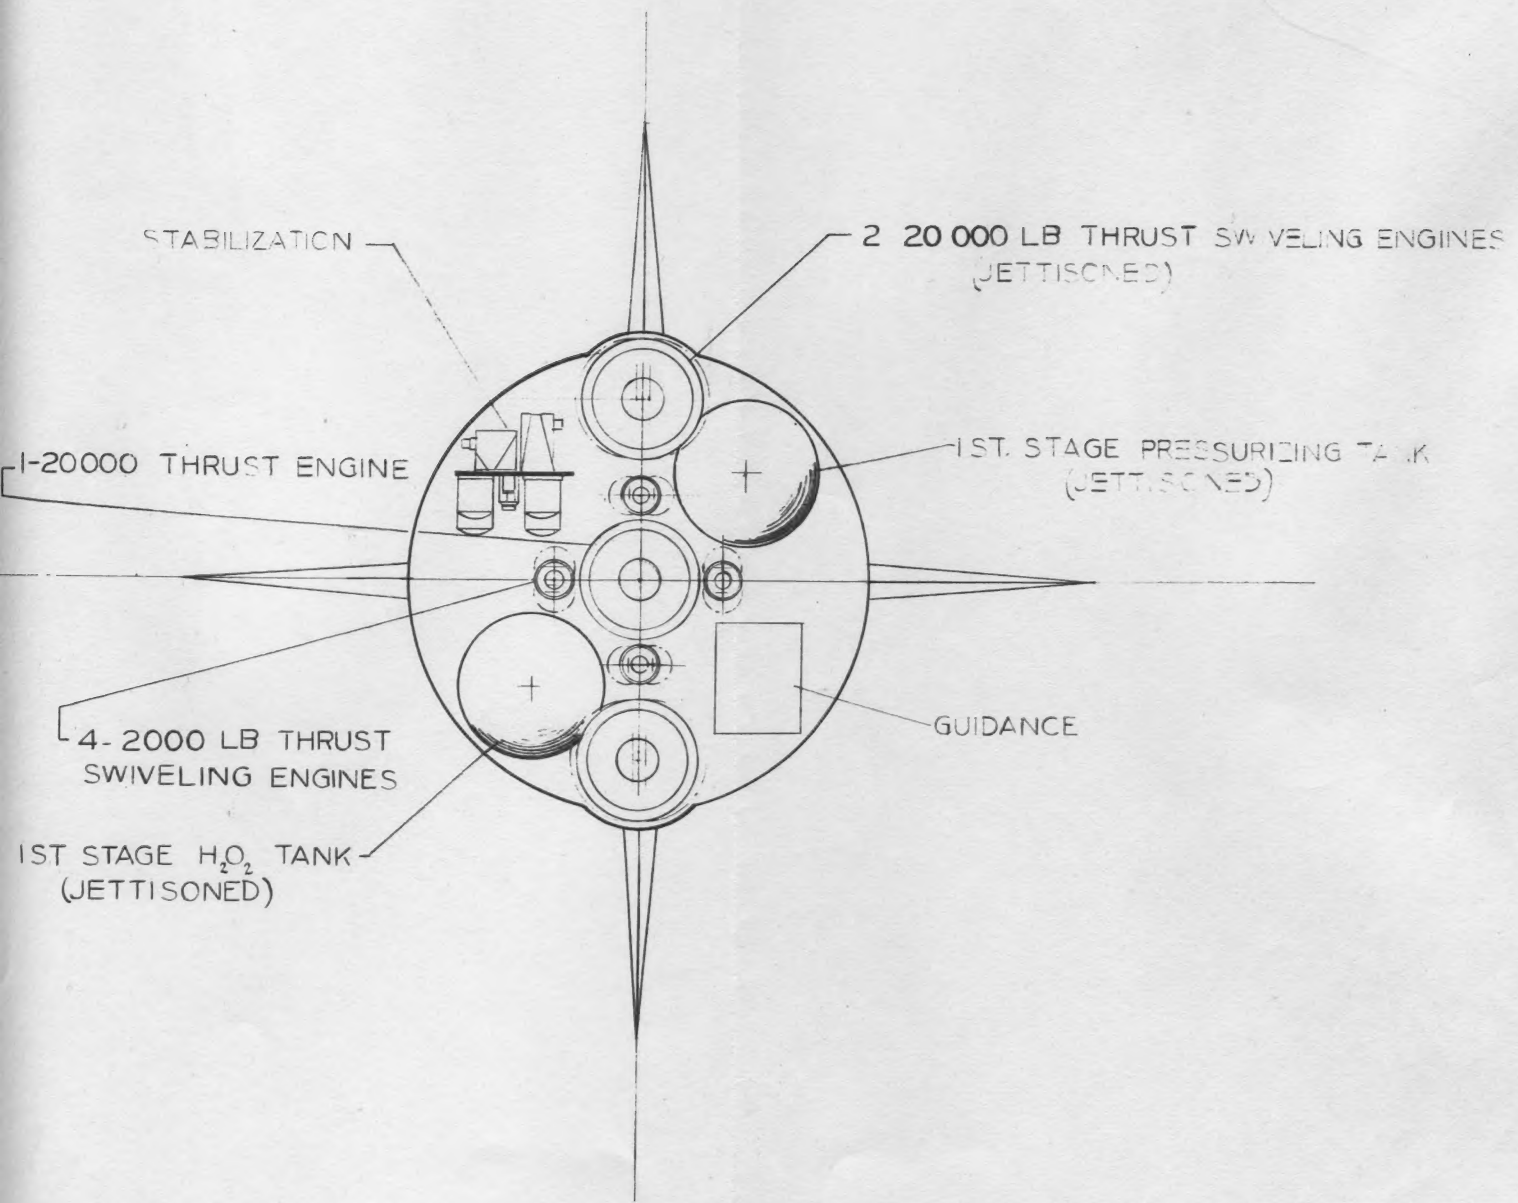 STABILIZATION
2 20 000 LB THRUST SWIVELING ENGINES
(JETTISONED)
1-20000 THRUST ENGINE
1ST. STAGE PRESSURIZING TANK
(JETTISONED)
4-2000 LB THRUST
SWIVELING ENGINES
GUIDANCE
1ST STAGE H₂O₂ TANK
(JETTISONED)